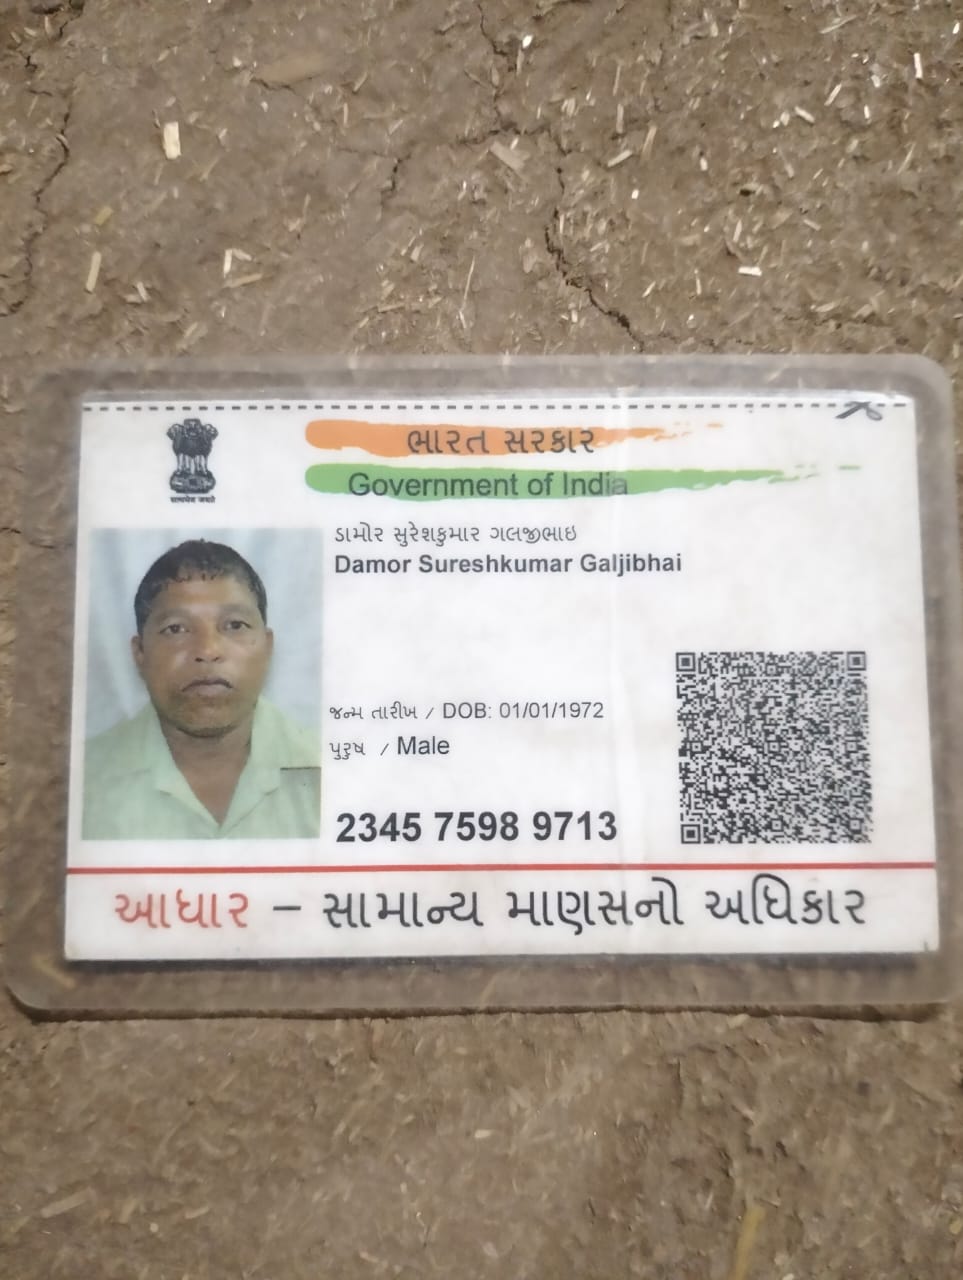 ભારત સરકાર
Government of India
सत्यमेव जयते
ડામોર સુરેશકુમાર ગલજીભાઇ
Damor Sureshkumar Galjibhai
જન્મ તારીખ / DOB: 01/01/1972
પુરુષ / Male
2345 7598 9713
આધાર – સામાન્ય માણસનો અધિકાર